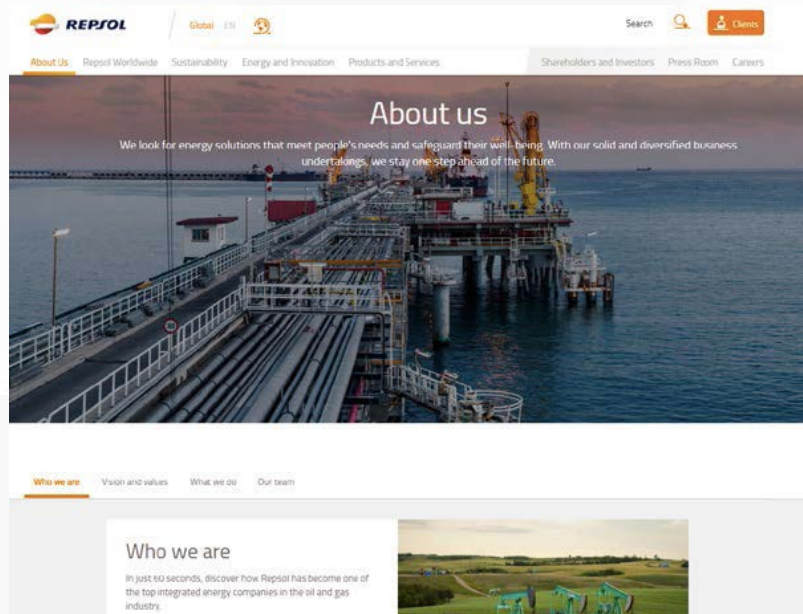 REPSOL
Global EN
Search
Clients
About Us Repsol Worldwide Sustainability Energy and Innovation Products and Services Shareholders and Investors Press Room Careers
About us
We look for energy solutions that meet people's needs and safeguard their well-being. With our solid and diversified business
undertakings, we stay one step ahead of the future.
30
Who we are Vision and values What we do Our team
Who we are
In just 60 seconds, discover how Repsol has become one of
the top integrated energy companies in the oil and gas
industry.